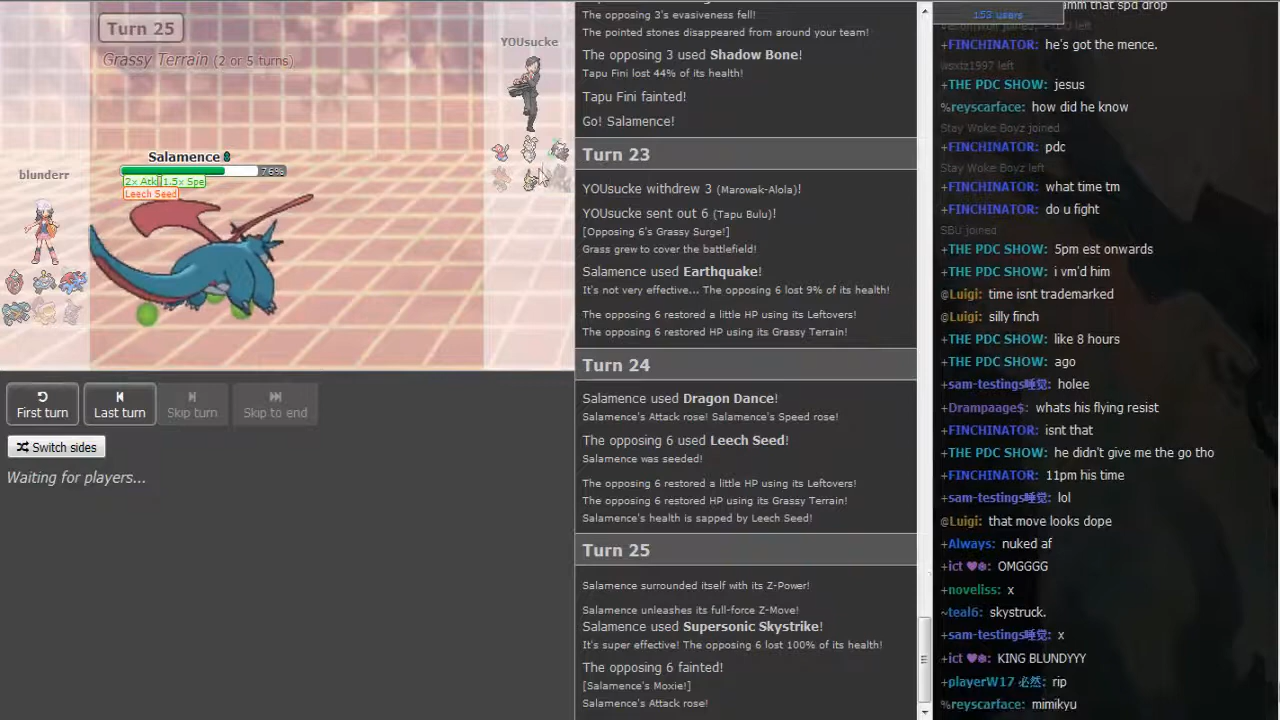 Turn 25
Grassy Terrain (2 or 5 turns)
YOUsucke
blunderr
Salamence
76%
2x Atk 1.5x Spe
Leech Seed
First turn
Last turn
Skip turn
Skip to end
Switch sides
Waiting for players...
The opposing 3's evasiveness fell!
The pointed stones disappeared from around your team!
The opposing 3 used Shadow Bone!
Tapu Fini lost 44% of its health!
Tapu Fini fainted!
Go! Salamence!
Turn 23
YOUsucke withdrew 3 (Marowak-Alola)!
YOUsucke sent out 6 (Tapu Bulu)!
[Opposing 6's Grassy Surge!]
Grass grew to cover the battlefield!
Salamence used Earthquake!
It's not very effective... The opposing 6 lost 9% of its health!
The opposing 6 restored a little HP using its Leftovers!
The opposing 6 restored HP using its Grassy Terrain!
Turn 24
Salamence used Dragon Dance!
Salamence's Attack rose! Salamence's Speed rose!
The opposing 6 used Leech Seed!
Salamence was seeded!
The opposing 6 restored a little HP using its Leftovers!
The opposing 6 restored HP using its Grassy Terrain!
Salamence's health is sapped by Leech Seed!
Turn 25
Salamence surrounded itself with its Z-Power!
Salamence unleashes its full-force Z-Move!
Salamence used Supersonic Skystrike!
It's super effective! The opposing 6 lost 100% of its health!
The opposing 6 fainted!
[Salamence's Moxie!]
Salamence's Attack rose!
153 users
that spd drop
left
+FINCHINATOR: he's got the mence.
wsxtz1997 left
+THE PDC SHOW: jesus
%reyscarface: how did he know
Stay Woke Boyz joined
+FINCHINATOR: pdc
Stay Woke Boyz left
+FINCHINATOR: what time tm
+FINCHINATOR: do u fight
SBU joined
+THE PDC SHOW: 5pm est onwards
+THE PDC SHOW: i vm'd him
@Luigi: time isnt trademarked
@Luigi: silly finch
+THE PDC SHOW: like 8 hours
+THE PDC SHOW: ago
+sam-testings睡觉: holee
+Drampaage$: whats his flying resist
+FINCHINATOR: isnt that
+THE PDC SHOW: he didn't give me the go tho
+FINCHINATOR: 11pm his time
+sam-testings睡觉: lol
@Luigi: that move looks dope
+Always: nuked af
+ict ♥❄: OMGGGG
+noveliss: x
~teal6: skystruck.
+sam-testings睡觉: x
+ict ♥❄: KING BLUNDYYY
+playerW17 必然: rip
%reyscarface: mimikyu